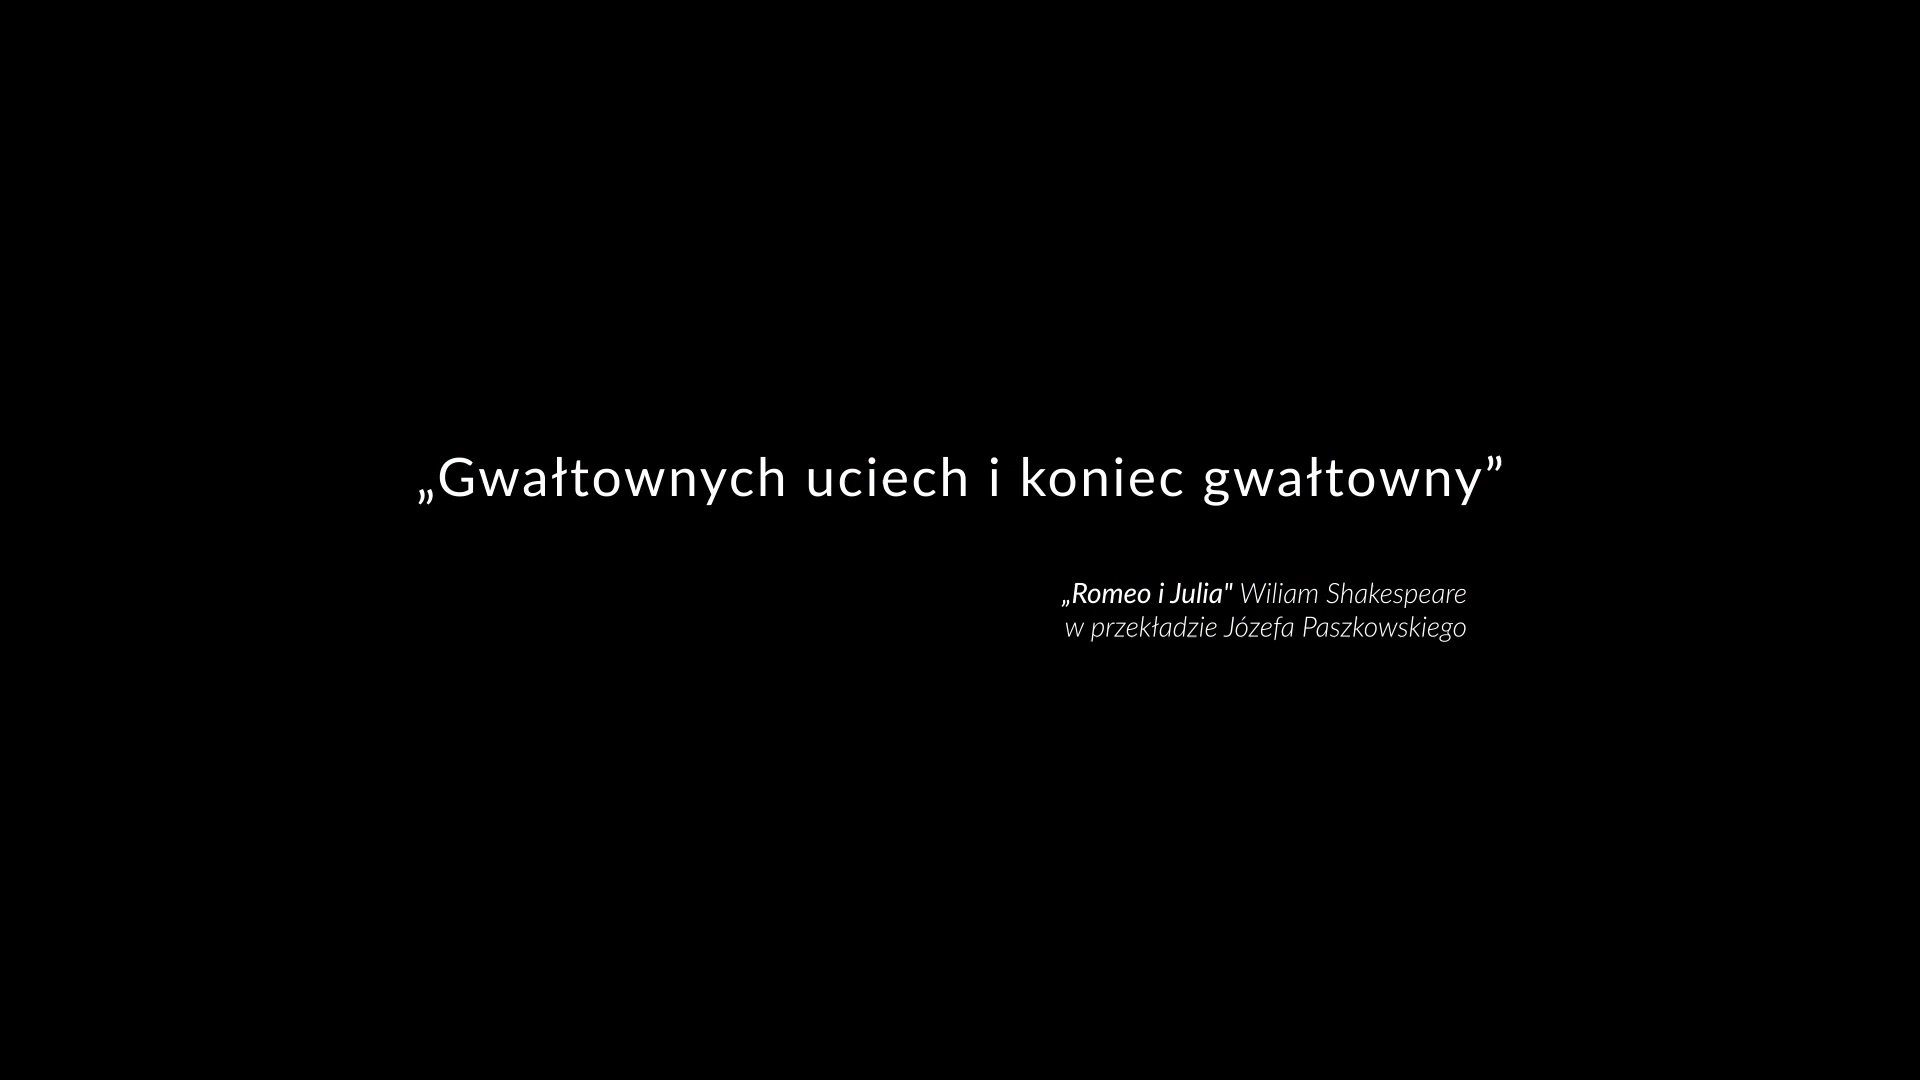 „Gwałtownych uciech i koniec gwałtowny”
„Romeo i Julia" Wiliam Shakespeare
w przekładzie Józefa Paszkowskiego